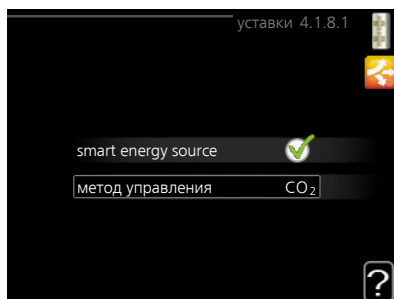 уставки 4.1.8.1
smart energy source
метод управления CO₂
?